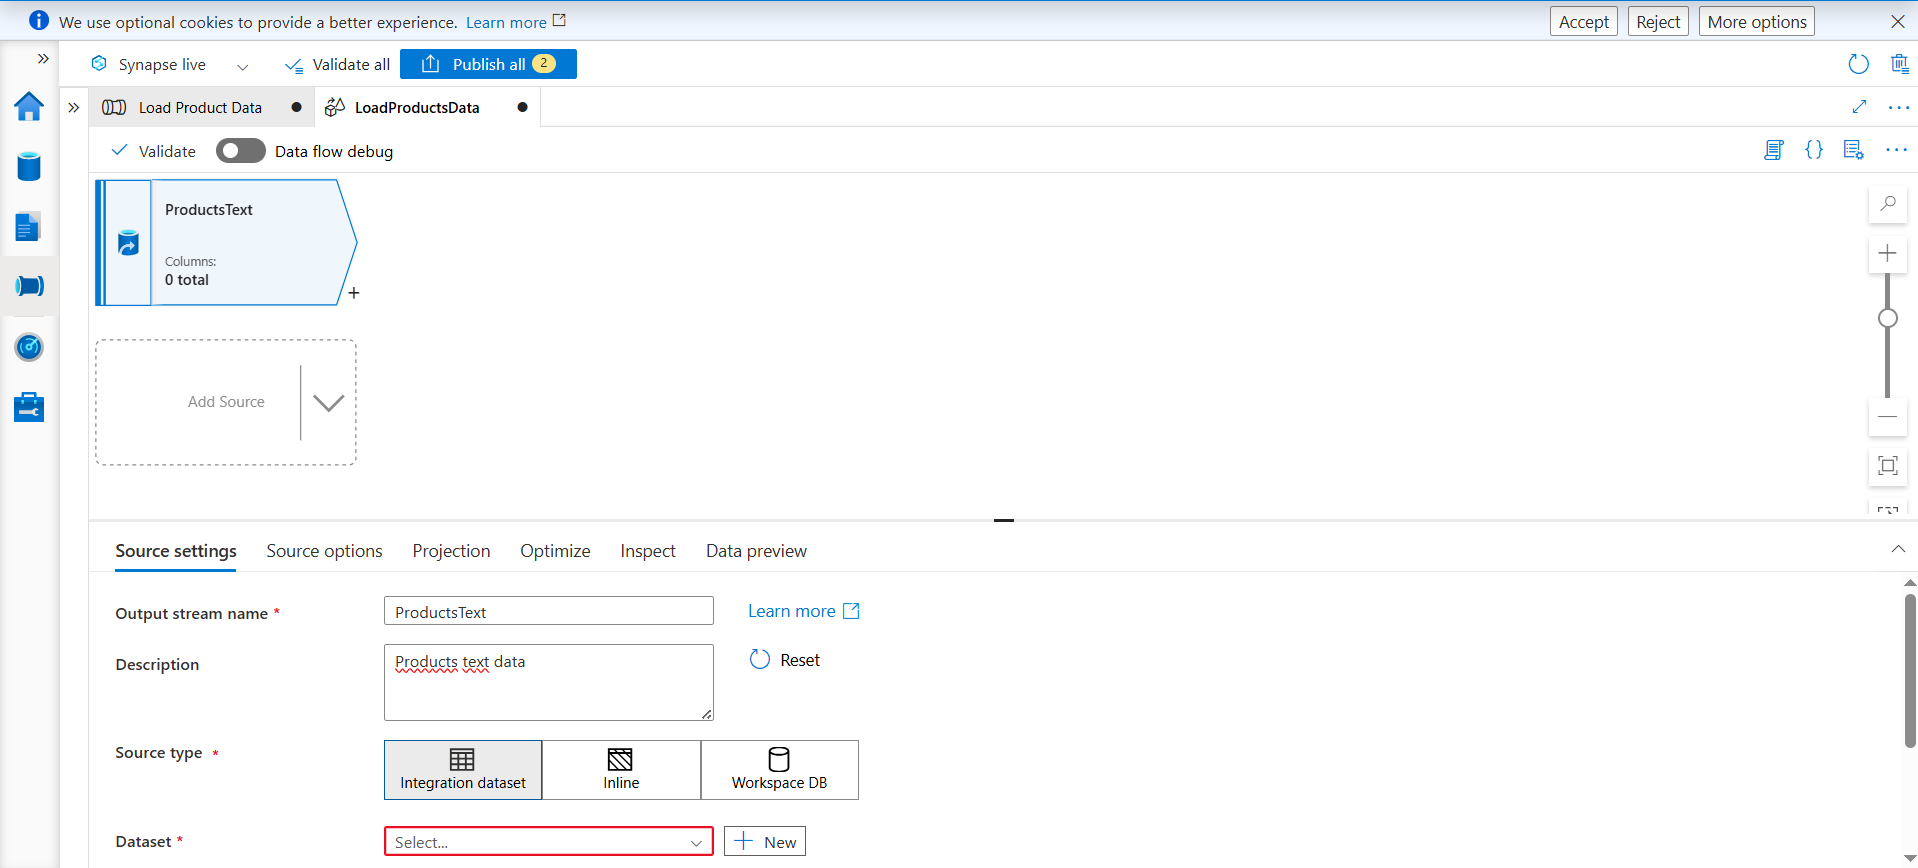 We use optional cookies to provide a better experience. Learn more
Accept
Reject
More options
Synapse live
Validate all
Publish all 2
Load Product Data
LoadProductsData
Validate
Data flow debug
ProductsText
Columns:
0 total
Add Source
Source settings
Source options
Projection
Optimize
Inspect
Data preview
Output stream name *
ProductsText
Learn more
Description
Products text data
Reset
Source type *
Integration dataset
Inline
Workspace DB
Dataset *
Select...
New